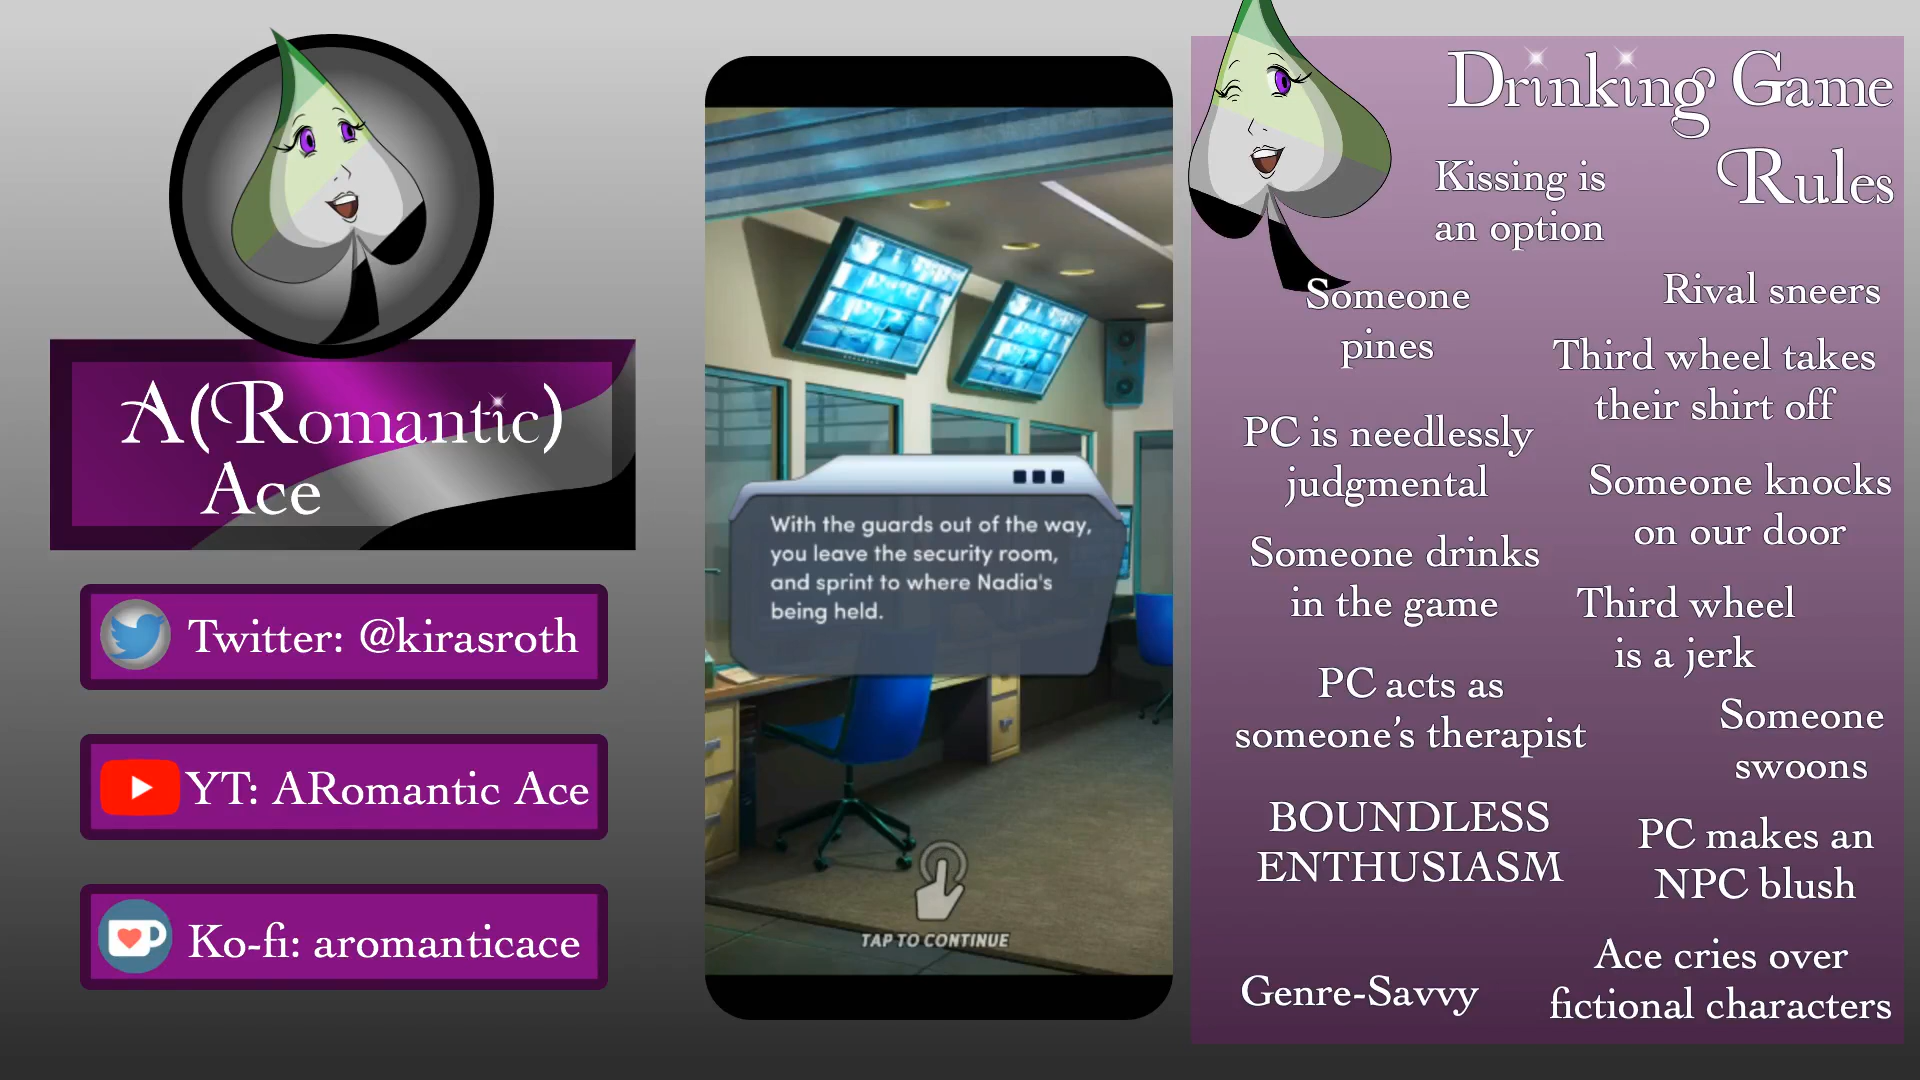 A(Romantic)
Ace
Twitter: @kirasroth
YT: ARomantic Ace
Ko-fi: aromanticace
With the guards out of the way,
you leave the security room,
and sprint to where Nadia's
being held.
TAP TO CONTINUE
Drinking Game
Rules
Kissing is
an option
Someone
pines
Rival sneers
Third wheel takes
their shirt off
PC is needlessly
judgmental
Someone knocks
on our door
Someone drinks
in the game
Third wheel
is a jerk
PC acts as
someone's therapist
Someone
swoons
BOUNDLESS
ENTHUSIASM
PC makes an
NPC blush
Genre-Savvy
Ace cries over
fictional characters